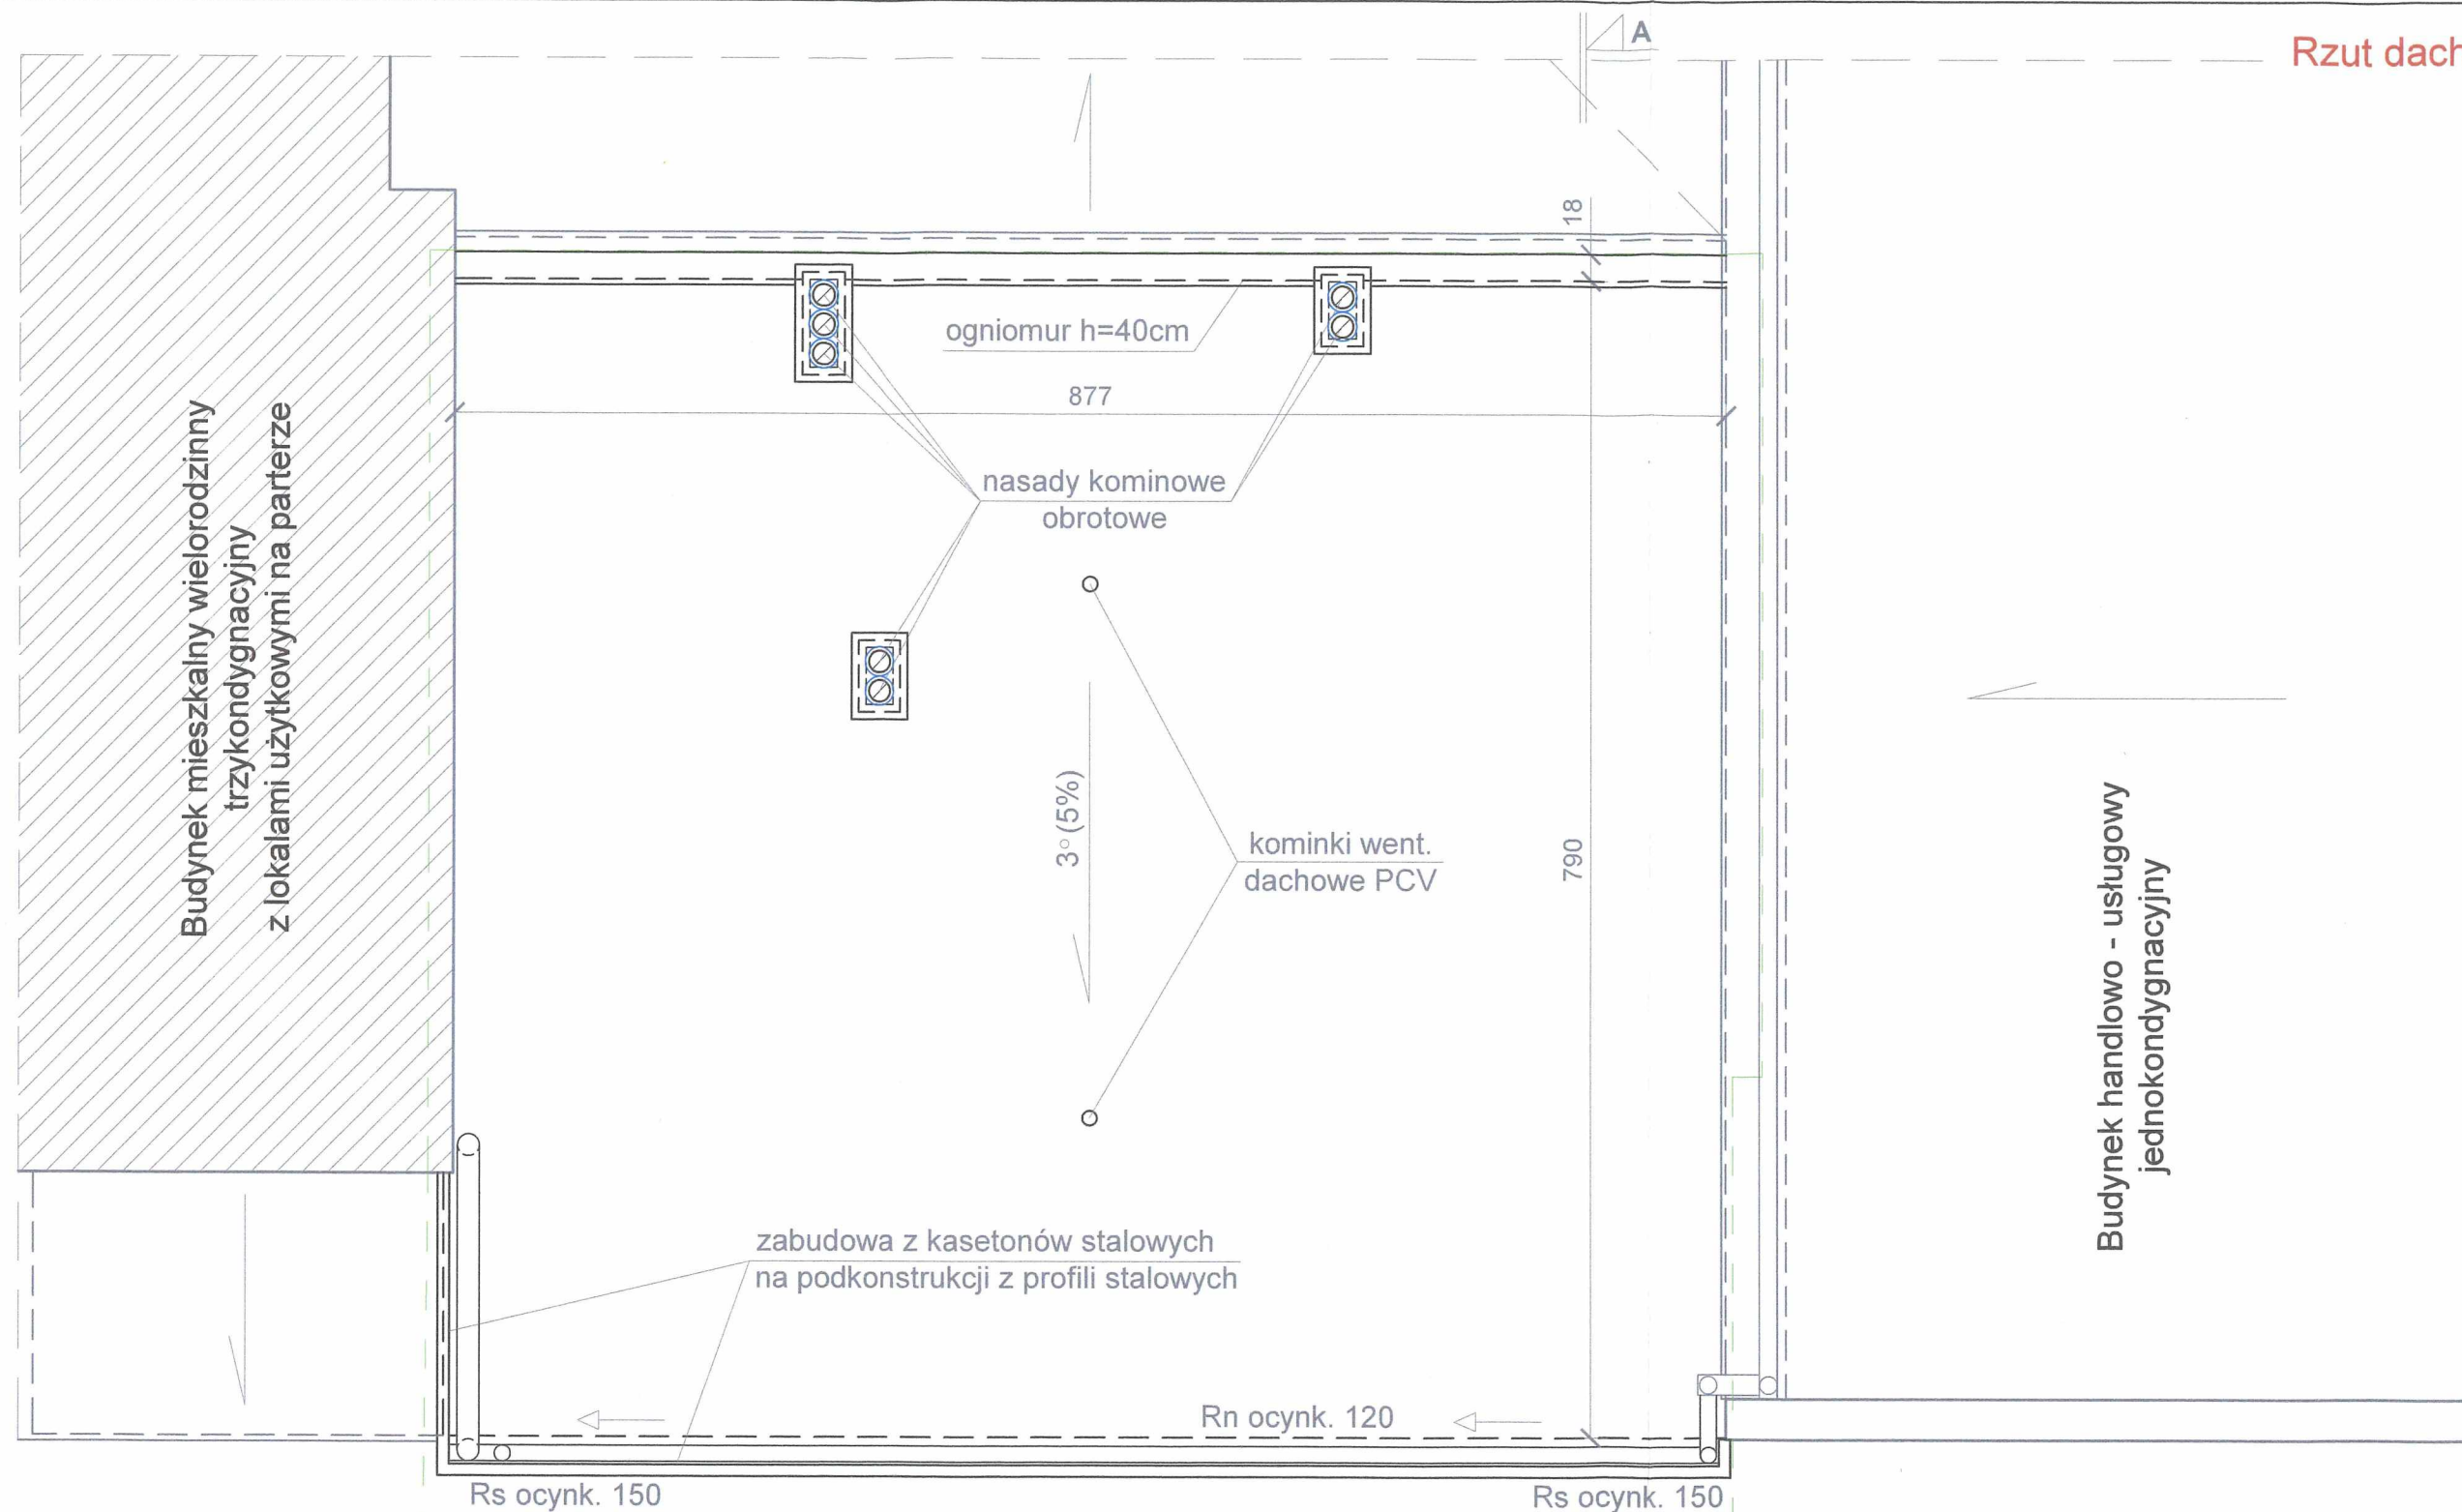 A
Rzut dach
18
ogniomur h=40cm
877
nasady kominowe
obrotowe
Budynek mieszkalny wielorodzinny
trzykondygnacyjny
z lokalami użytkowymi na parterze
3° (5%)
kominki went.
dachowe PCV
790
Budynek handlowo - usługowy
jednokondygnacyjny
zabudowa z kasetonów stalowych
na podkonstrukcji z profili stalowych
Rn ocynk. 120
Rs ocynk. 150
Rs ocynk. 150